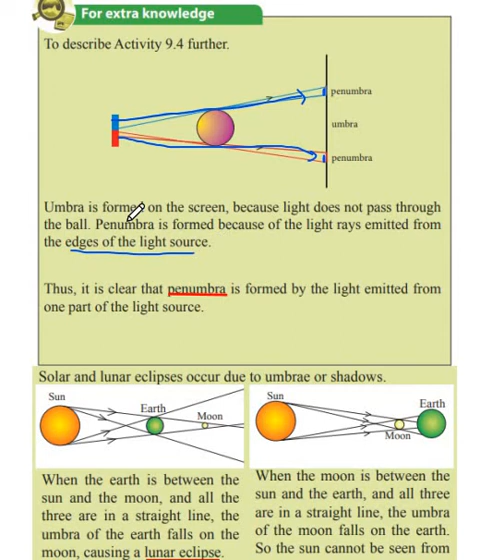 For extra knowledge
To describe Activity 9.4 further.
penumbra
umbra
penumbra
Umbra is formed on the screen, because light does not pass through
the ball. Penumbra is formed because of the light rays emitted from
the edges of the light source.
Thus, it is clear that penumbra is formed by the light emitted from
one part of the light source.
Solar and lunar eclipses occur due to umbrae or shadows.
Sun
Earth
Moon
When the earth is between the
sun and the moon, and all the
three are in a straight line, the
umbra of the earth falls on the
moon, causing a lunar eclipse.
Sun
Earth
Moon
When the moon is between the
sun and the earth, and all three
are in a straight line, the umbra
of the moon falls on the earth.
So the sun cannot be seen from